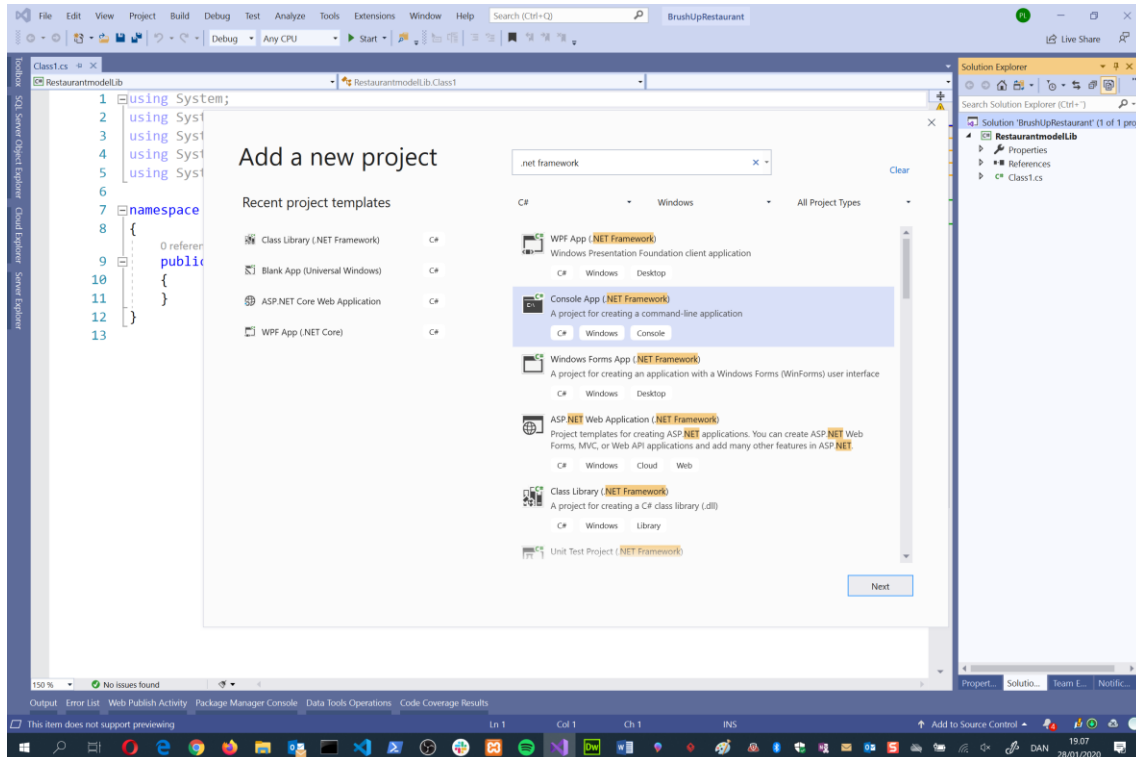 File Edit View Project Build Debug Test Analyze Tools Extensions Window Help Search (Ctrl+Q) BrushUpRestaurant PL
Debug Any CPU Start Live Share
Toolbox
SQL Server Object Explorer
Cloud Explorer
Server Explorer
Class1.cs
RestaurantmodelLib RestaurantmodelLib.Class1
1 using System;
2 using Syst
3 using Syst
4 using Syst
5 using Syst
6
7 namespace
8 {
0 referen
9 public
10 {
11 }
12 }
13
Add a new project
.net framework
Clear
Recent project templates
C# Windows All Project Types
Class Library (.NET Framework) C#
Blank App (Universal Windows) C#
ASP.NET Core Web Application C#
WPF App (.NET Core) C#
WPF App (.NET Framework)
Windows Presentation Foundation client application
C# Windows Desktop
Console App (.NET Framework)
A project for creating a command-line application
C# Windows Console
Windows Forms App (.NET Framework)
A project for creating an application with a Windows Forms (WinForms) user interface
C# Windows Desktop
ASP.NET Web Application (.NET Framework)
Project templates for creating ASP.NET applications. You can create ASP.NET Web
Forms, MVC, or Web API applications and add many other features in ASP.NET.
C# Windows Cloud Web
Class Library (.NET Framework)
A project for creating a C# class library (.dll)
C# Windows Library
Unit Test Project (.NET Framework)
Next
Solution Explorer
Search Solution Explorer (Ctrl+")
Solution 'BrushUpRestaurant' (1 of 1 pro
RestaurantmodelLib
Properties
References
Class1.cs
150 % No issues found
Propert... Solutio... Team E... Notific...
Output Error List Web Publish Activity Package Manager Console Data Tools Operations Code Coverage Results
This item does not support previewing Ln 1 Col 1 Ch 1 INS Add to Source Control
DAN 19.07
28/01/2020